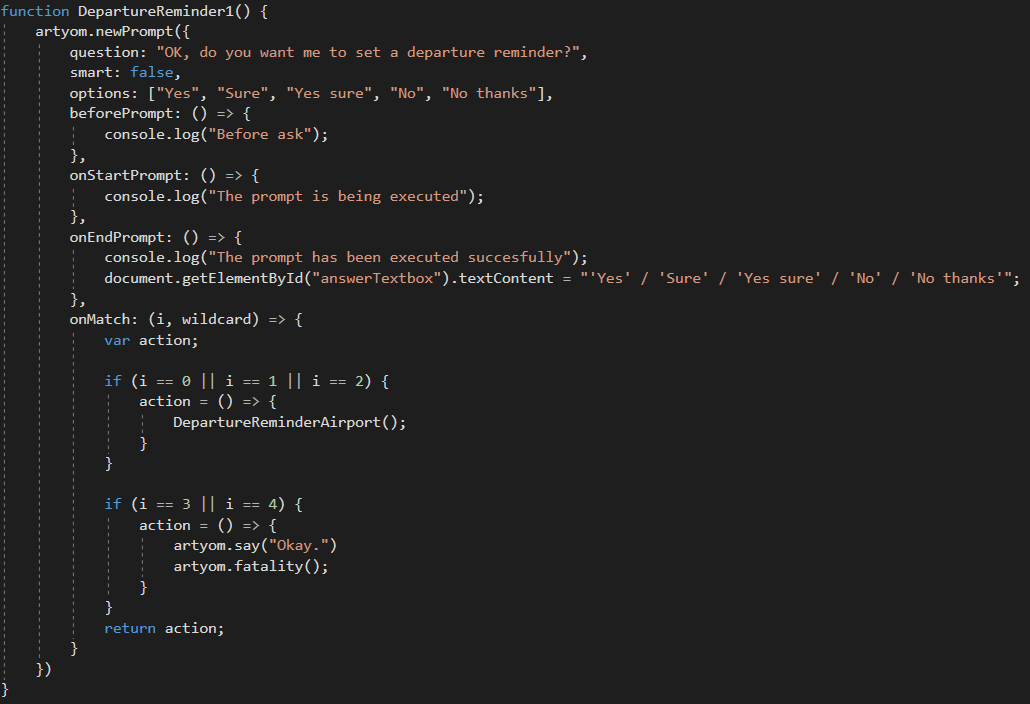 function DepartureReminder1() {
    artyom.newPrompt({
        question: "OK, do you want me to set a departure reminder?",
        smart: false,
        options: ["Yes", "Sure", "Yes sure", "No", "No thanks"],
        beforePrompt: () => {
            console.log("Before ask");
        },
        onStartPrompt: () => {
            console.log("The prompt is being executed");
        },
        onEndPrompt: () => {
            console.log("The prompt has been executed succesfully");
            document.getElementById("answerTextbox").textContent = "'Yes' / 'Sure' / 'Yes sure' / 'No' / 'No thanks'";
        },
        onMatch: (i, wildcard) => {
            var action;

            if (i == 0 || i == 1 || i == 2) {
                action = () => {
                    DepartureReminderAirport();
                }
            }

            if (i == 3 || i == 4) {
                action = () => {
                    artyom.say("Okay.")
                    artyom.fatality();
                }
            }
            return action;
        }
    })
}